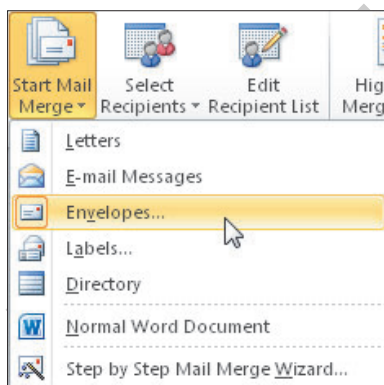 Start Mail Select Edit Hig
Merge Recipients Recipient List Merg
Letters
E-mail Messages
Envelopes...
Labels...
Directory
Normal Word Document
Step by Step Mail Merge Wizard...